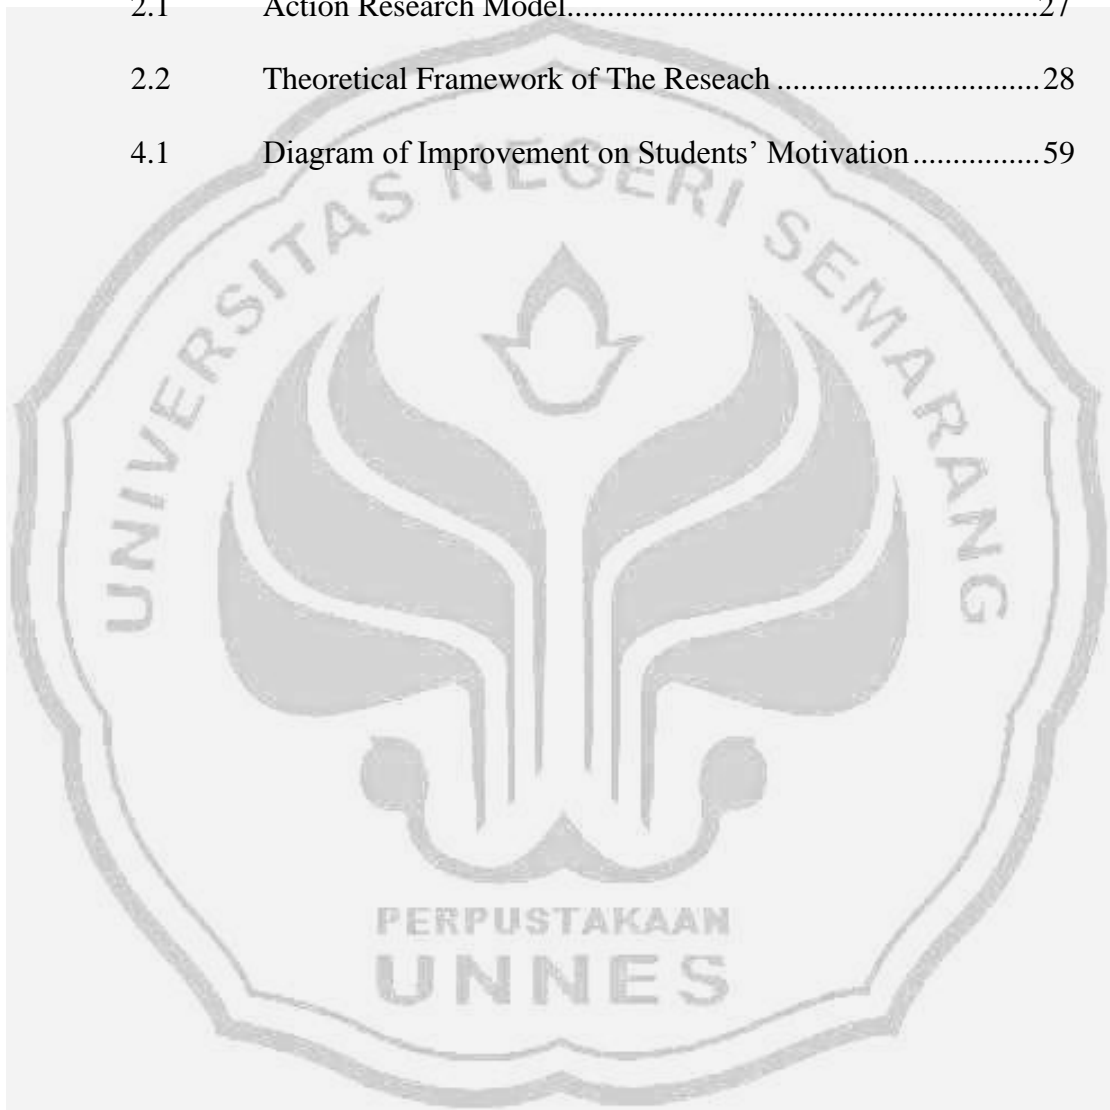 2.1 Action Research Model...........................................................27
2.2 Theoretical Framework of The Reseach .................................28
4.1 Diagram of Improvement on Students’ Motivation................59
UNIVERSITAS NEGERI SEMARANG
PERPUSTAKAAN
UNNES